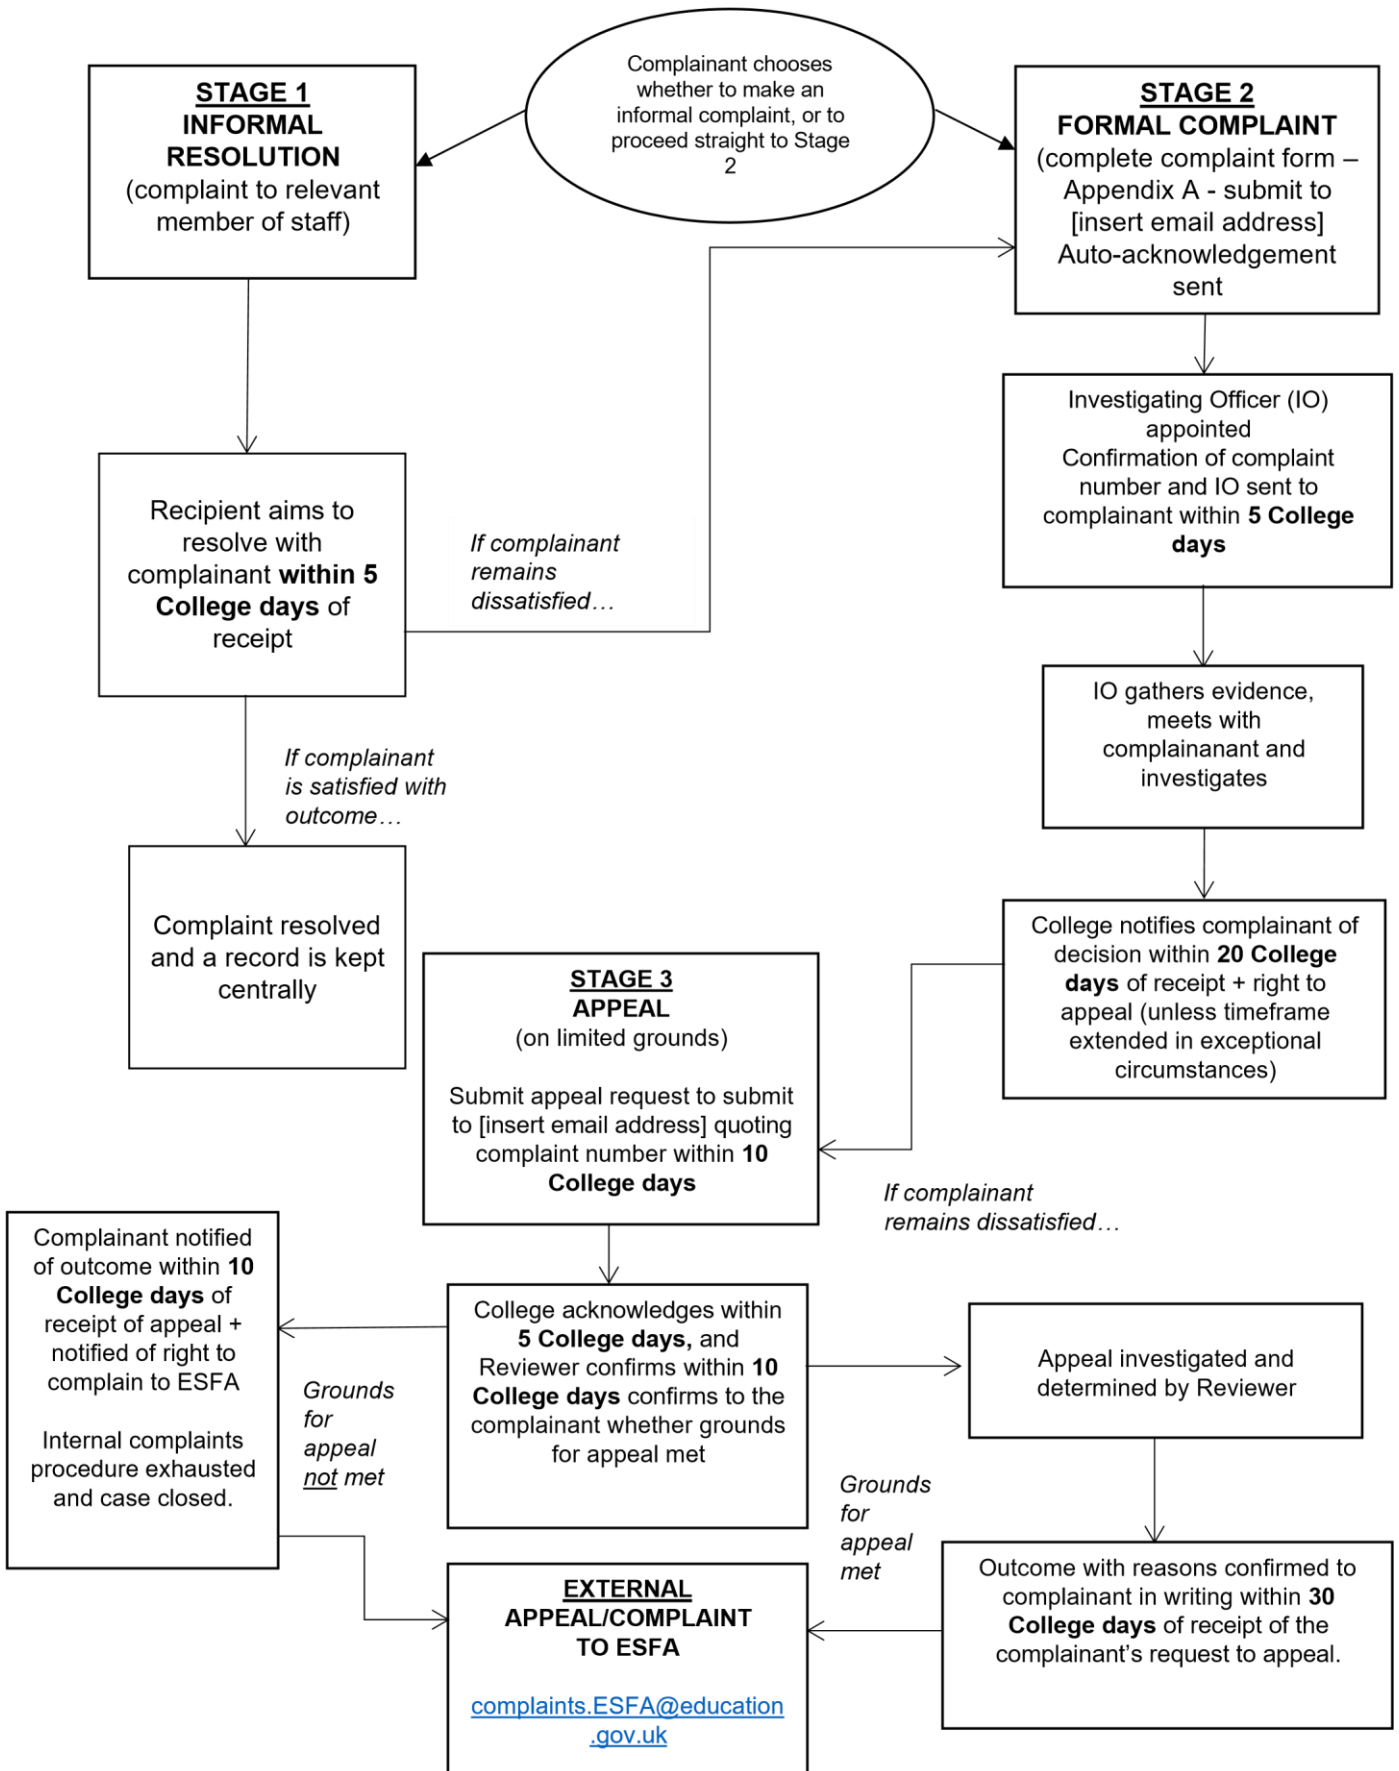 Complainant chooses
whether to make an
informal complaint, or to
proceed straight to Stage
2
STAGE 1
INFORMAL
RESOLUTION
(complaint to relevant
member of staff)
STAGE 2
FORMAL COMPLAINT
(complete complaint form –
Appendix A - submit to
[insert email address]
Auto-acknowledgement
sent
Investigating Officer (IO)
appointed
Confirmation of complaint
number and IO sent to
complainant within 5 College
days
Recipient aims to
resolve with
complainant within 5
College days of
receipt
If complainant
remains
dissatisfied…
IO gathers evidence,
meets with
complainanant and
investigates
If complainant
is satisfied with
outcome…
Complaint resolved
and a record is kept
centrally
College notifies complainant of
decision within 20 College
days of receipt + right to
appeal (unless timeframe
extended in exceptional
circumstances)
STAGE 3
APPEAL
(on limited grounds)
Submit appeal request to submit
to [insert email address] quoting
complaint number within 10
College days
If complainant
remains dissatisfied…
Complainant notified
of outcome within 10
College days of
receipt of appeal +
notified of right to
complain to ESFA
Internal complaints
procedure exhausted
and case closed.
Grounds
for
appeal
not met
College acknowledges within
5 College days, and
Reviewer confirms within 10
College days confirms to the
complainant whether grounds
for appeal met
Appeal investigated and
determined by Reviewer
Grounds
for
appeal
met
Outcome with reasons confirmed to
complainant in writing within 30
College days of receipt of the
complainant's request to appeal.
EXTERNAL
APPEAL/COMPLAINT
TO ESFA
complaints.ESFA@education
.gov.uk